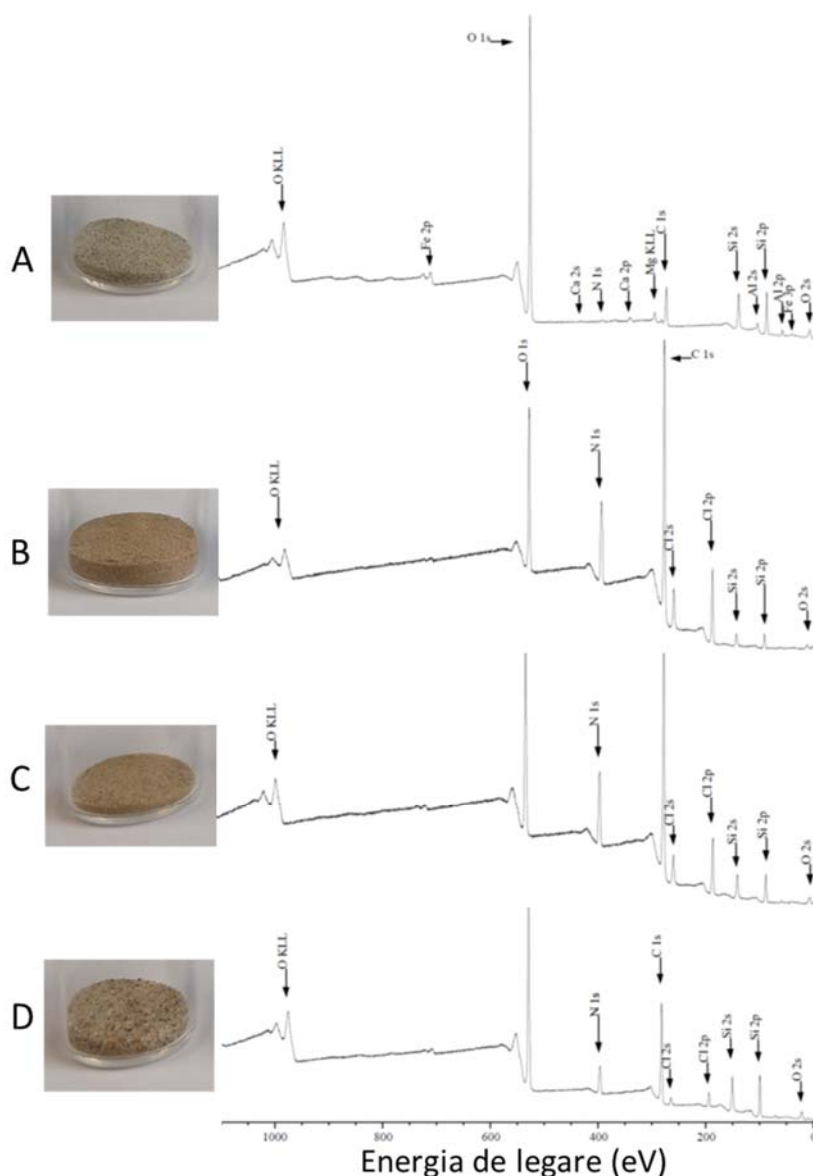 A
O 1s
O KLL
Fe 2p
Ca 2s
N 1s
Ca 2p
Mg KLL
C 1s
Si 2s
Al 2s
Si 2p
Al 2p
Fe 3p
O 2s
B
O KLL
O 1s
N 1s
C 1s
Cl 2s
Cl 2p
Si 2s
Si 2p
O 2s
C
O KLL
N 1s
Cl 2s
Cl 2p
Si 2s
Si 2p
O 2s
D
O KLL
N 1s
C 1s
Cl 2s
Cl 2p
Si 2s
Si 2p
O 2s
1000 800 600 400 200 0
Energia de legare (eV)